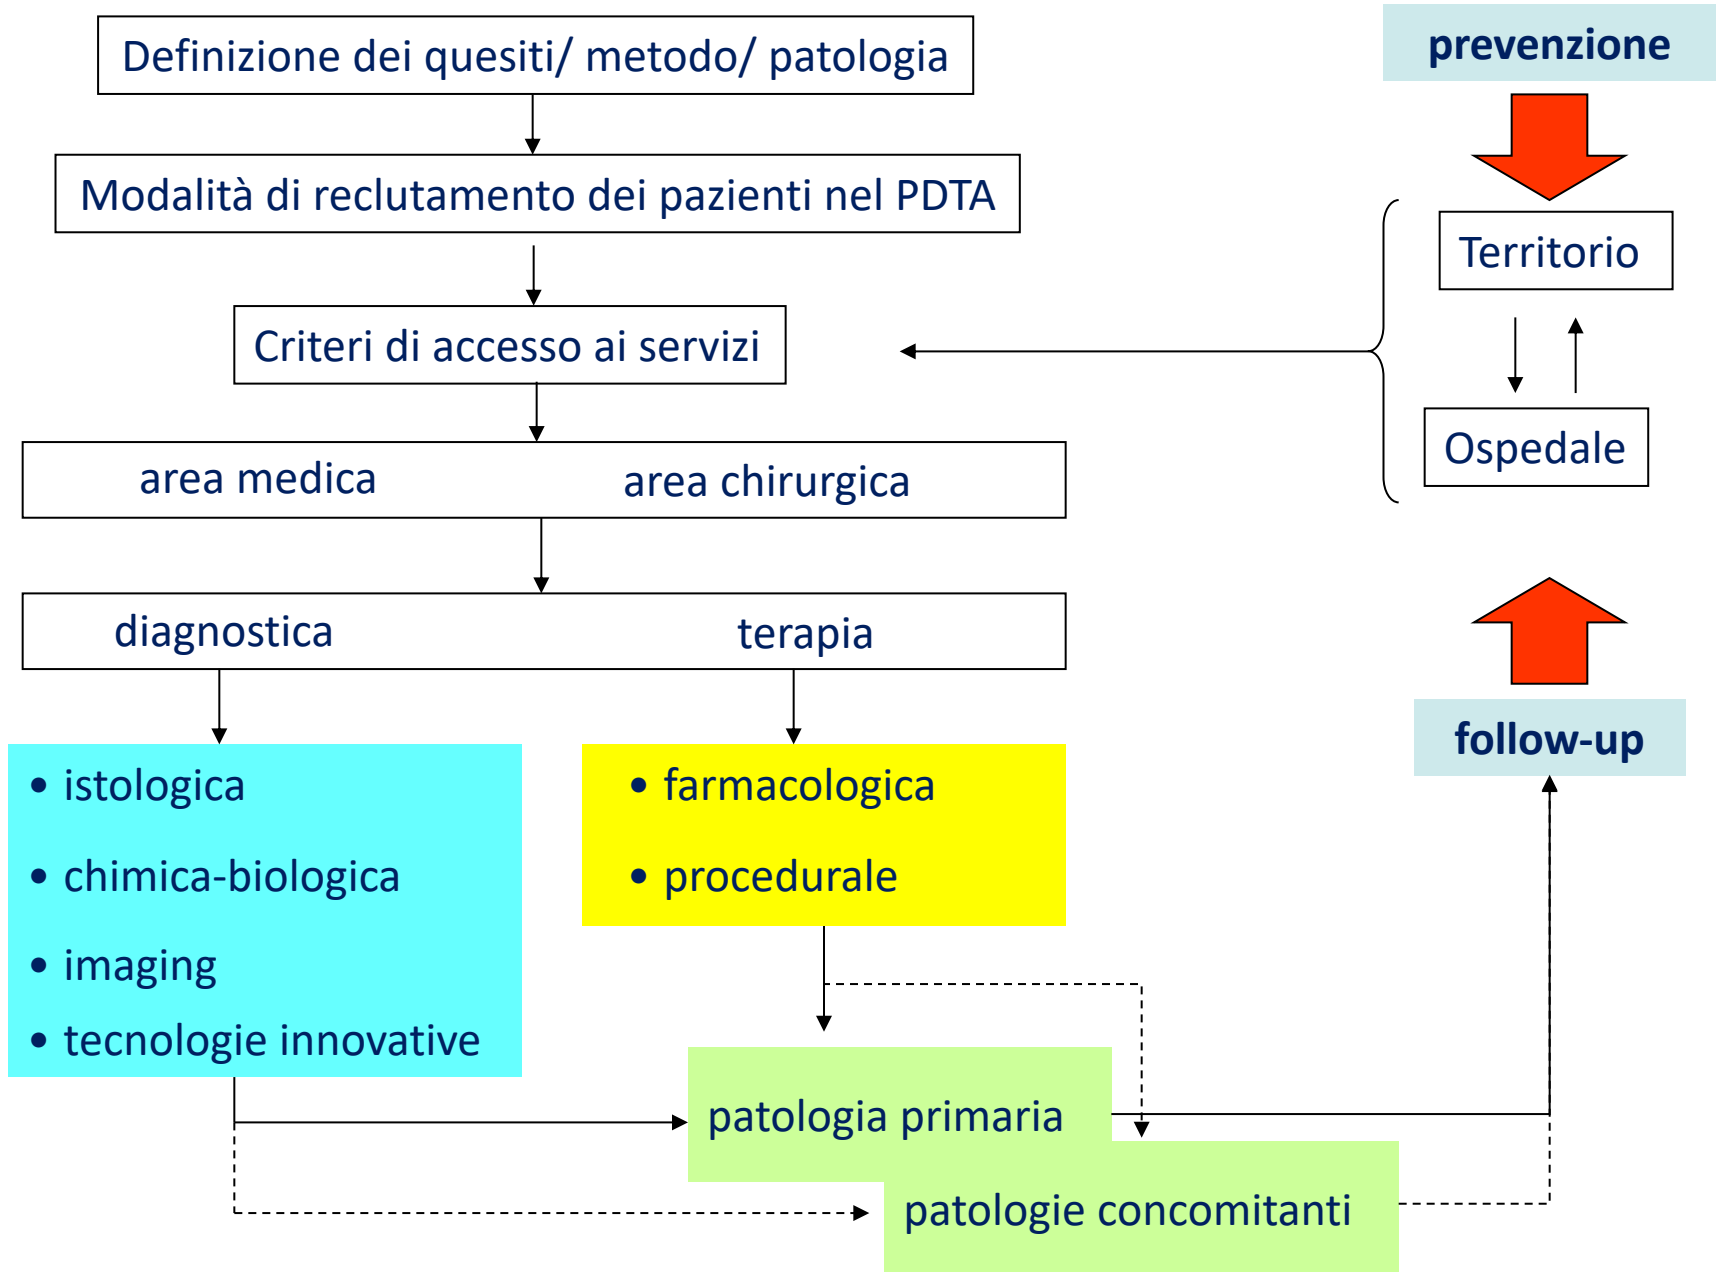 Definizione dei quesiti/ metodo/ patologia
Modalità di reclutamento dei pazienti nel PDTA
Criteri di accesso ai servizi
area medica
area chirurgica
diagnostica
terapia
• istologica
• chimica-biologica
• imaging
• tecnologie innovative
• farmacologica
• procedurale
patologia primaria
patologie concomitanti
prevenzione
Territorio
Ospedale
follow-up